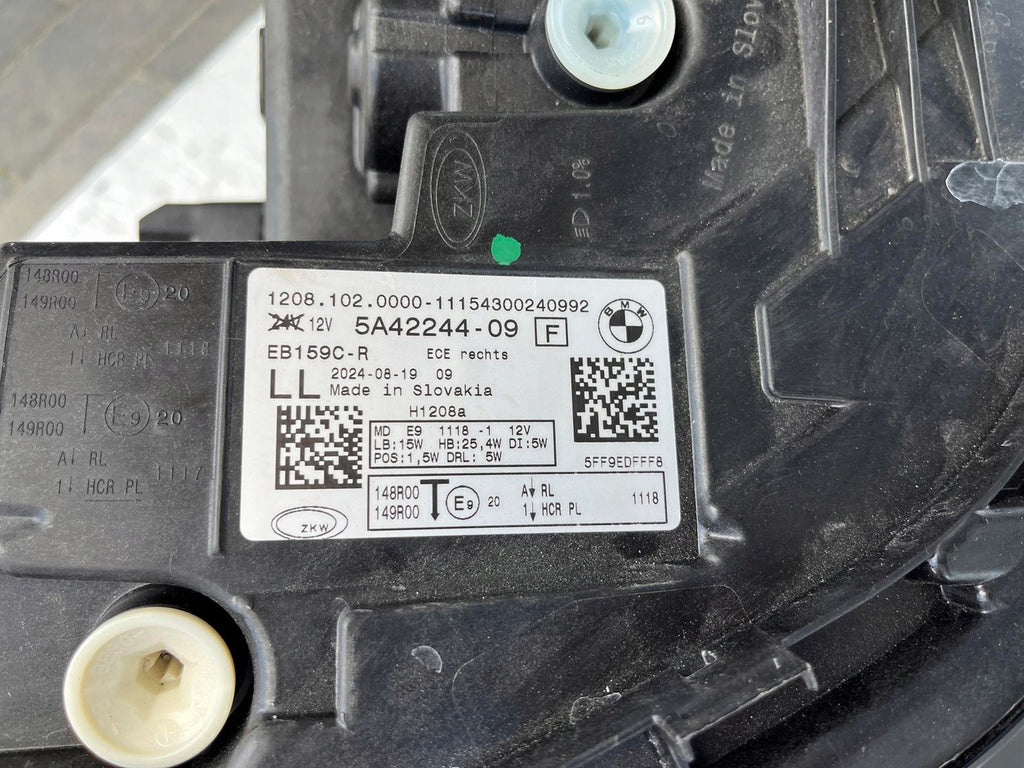 Made in Slov
ZKW
1.0%
148R00
149R00
E9 20
A↓ RL
1↓ HCR PL
1118
148R00
149R00
E9 20
A↓ RL
1↓ HCR PL
1117
1208.102.0000-11154300240992
24V 12V 5A42244-09 F
BMW
EB159C-R ECE rechts
2024-08-19 09
LL Made in Slovakia
H1208a
MD E9 1118 -1 12V
LB:15W HB:25,4W DI:5W
POS:1,5W DRL: 5W
5FF9EDFFF8
148R00
149R00
E9 20
A↓ RL
1↓ HCR PL
1118
ZKW